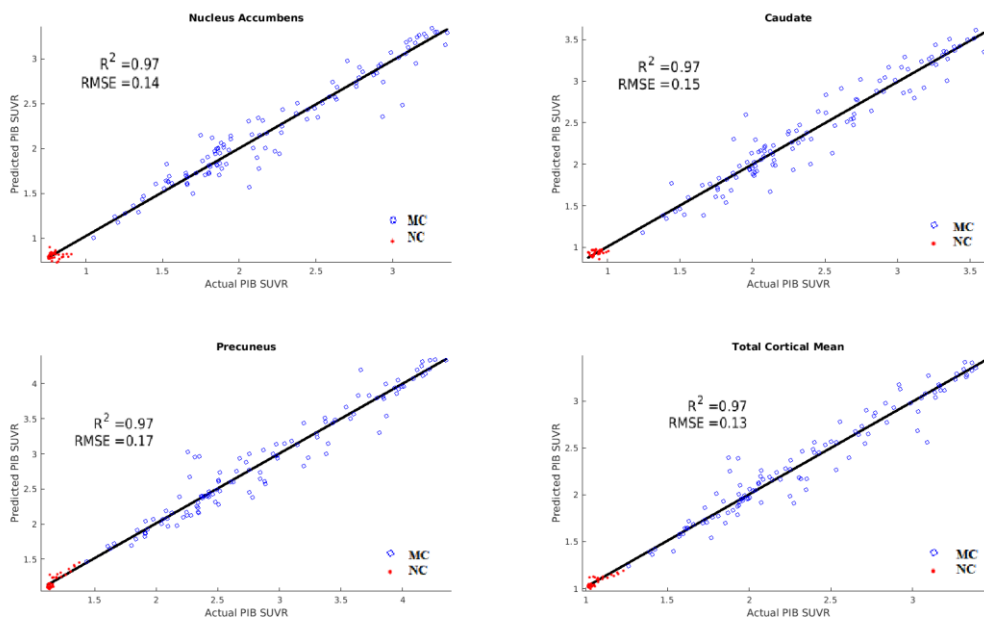 Nucleus Accumbens
Predicted PIB SUVR
3
2.5
2
1.5
1
R² =0.97
RMSE =0.14
MC
NC
1
1.5
2
2.5
3
Actual PIB SUVR
Caudate
Predicted PIB SUVR
3.5
3
2.5
2
1.5
1
R² =0.97
RMSE =0.15
MC
NC
1
1.5
2
2.5
3
3.5
Actual PIB SUVR
Precuneus
Predicted PIB SUVR
4
3.5
3
2.5
2
1.5
R² =0.97
RMSE =0.17
MC
NC
1.5
2
2.5
3
3.5
4
Actual PIB SUVR
Total Cortical Mean
Predicted PIB SUVR
3
2.5
2
1.5
1
R² =0.97
RMSE =0.13
MC
NC
1
1.5
2
2.5
3
Actual PIB SUVR